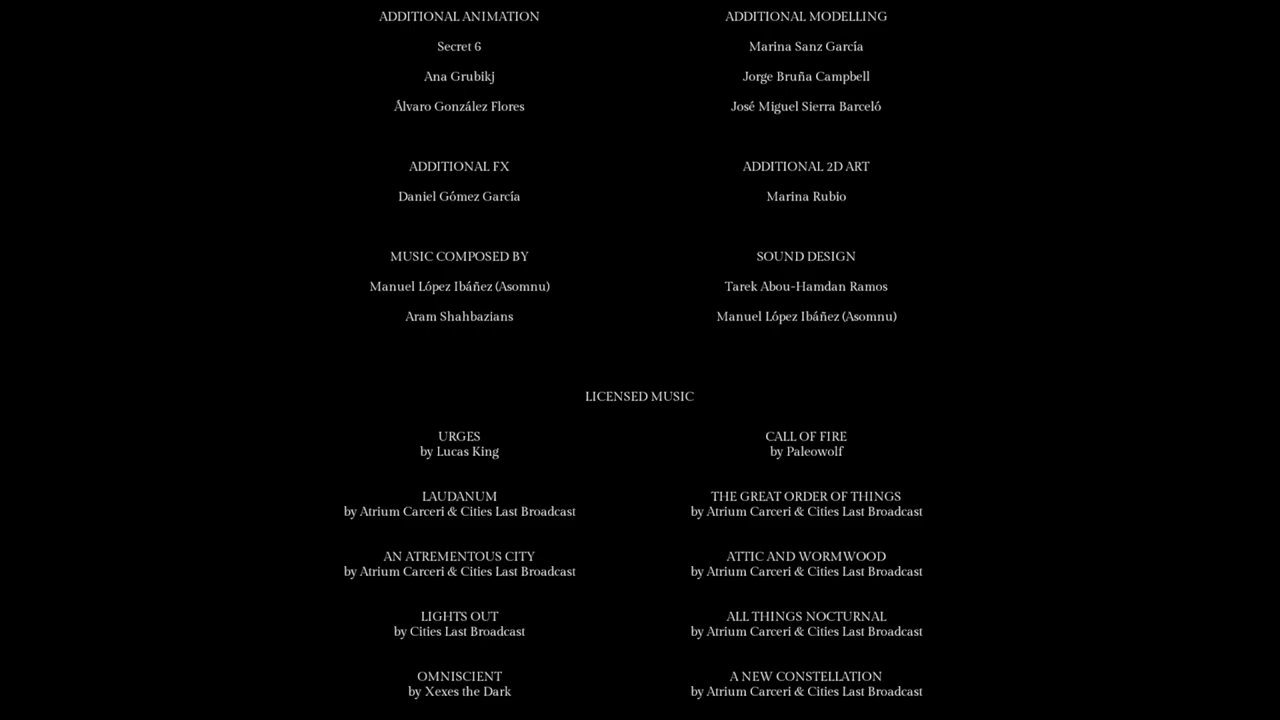 ADDITIONAL ANIMATION
Secret 6
Ana Grubikj
Álvaro González Flores
ADDITIONAL MODELLING
Marina Sanz García
Jorge Bruña Campbell
José Miguel Sierra Barceló
ADDITIONAL FX
Daniel Gómez García
ADDITIONAL 2D ART
Marina Rubio
MUSIC COMPOSED BY
Manuel López Ibáñez (Asomnu)
Aram Shahbazians
SOUND DESIGN
Tarek Abou-Hamdan Ramos
Manuel López Ibáñez (Asomnu)
LICENSED MUSIC
URGES
by Lucas King
CALL OF FIRE
by Paleowolf
LAUDANUM
by Atrium Carceri & Cities Last Broadcast
THE GREAT ORDER OF THINGS
by Atrium Carceri & Cities Last Broadcast
AN ATREMENTOUS CITY
by Atrium Carceri & Cities Last Broadcast
ATTIC AND WORMWOOD
by Atrium Carceri & Cities Last Broadcast
LIGHTS OUT
by Cities Last Broadcast
ALL THINGS NOCTURNAL
by Atrium Carceri & Cities Last Broadcast
OMNISCIENT
by Xexes the Dark
A NEW CONSTELLATION
by Atrium Carceri & Cities Last Broadcast